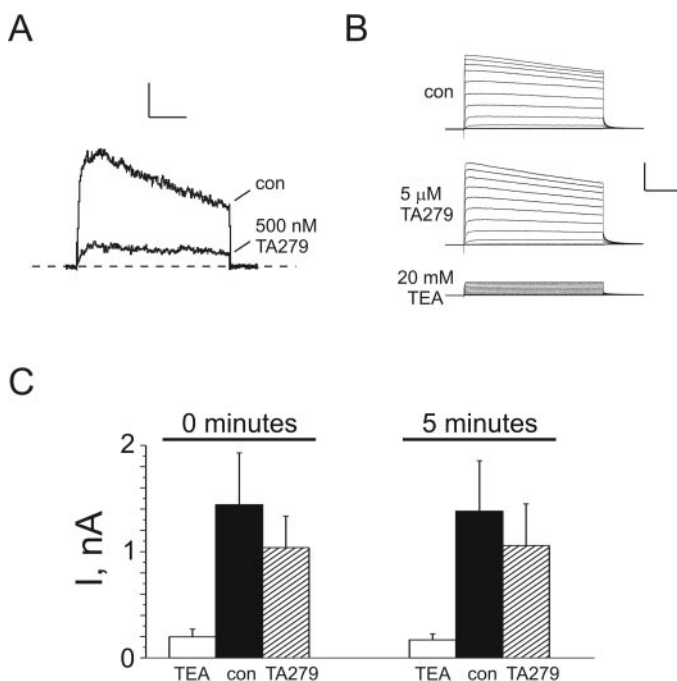 A
B
con
con
500 nM
TA279
5 µM
TA279
20 mM
TEA
C
0 minutes
5 minutes
2
1
0
I, nA
TEA con TA279
TEA con TA279